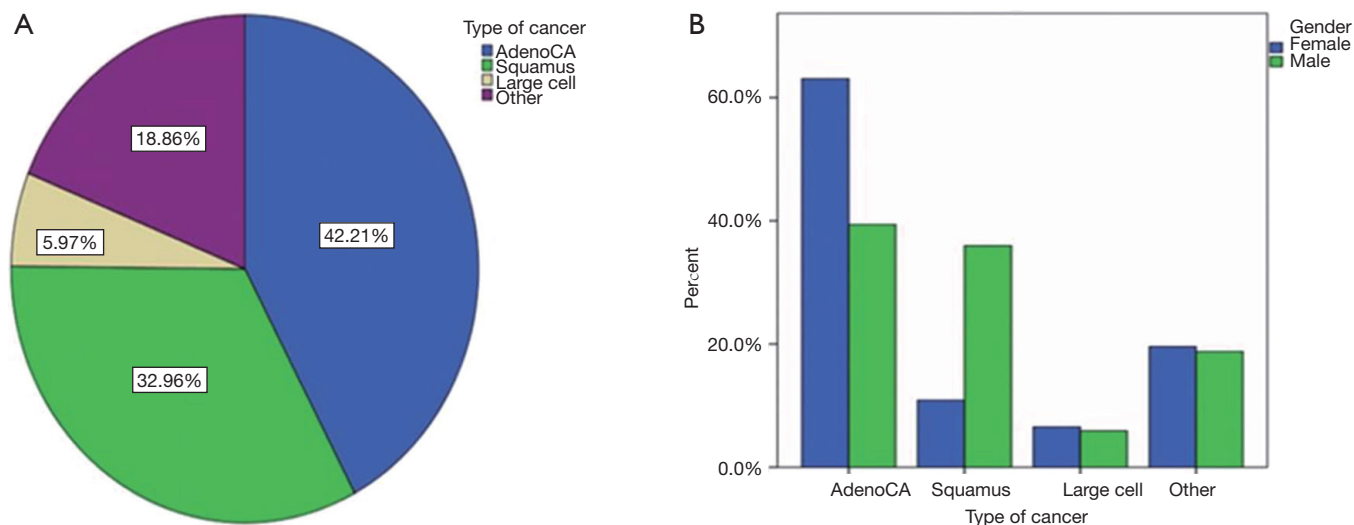 A
Type of cancer
AdenoCA
Squamus
Large cell
Other
18.86%
42.21%
5.97%
32.96%
B
Gender
Female
Male
60.0%
40.0%
20.0%
0.0%
Percent
AdenoCA Squamus Large cell Other
Type of cancer